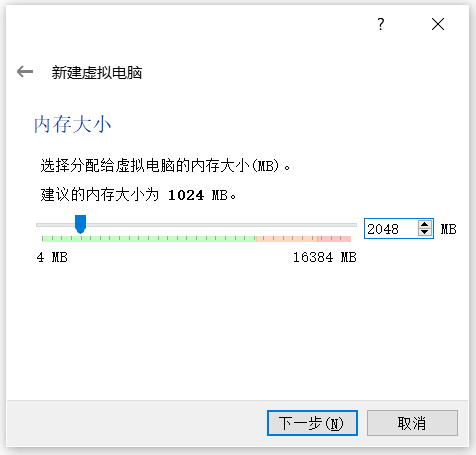 ?
新建虚拟电脑
内存大小
选择分配给虚拟电脑的内存大小(MB)。
建议的内存大小为 1024 MB。
2048 MB
4 MB 16384 MB
下一步(N) 取消